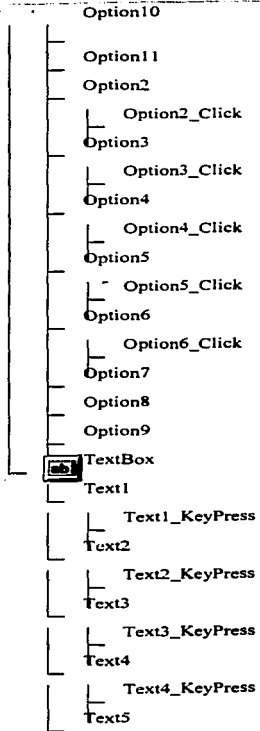 Option10
Option11
Option2
Option2_Click
Option3
Option3_Click
Option4
Option4_Click
Option5
Option5_Click
Option6
Option6_Click
Option7
Option8
Option9
ab TextBox
Text1
Text1_KeyPress
Text2
Text2_KeyPress
Text3
Text3_KeyPress
Text4
Text4_KeyPress
Text5